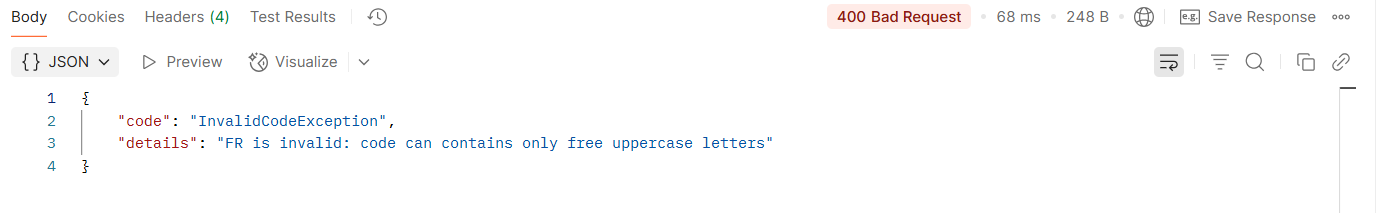 Body Cookies Headers (4) Test Results 400 Bad Request • 68 ms • 248 B • e.g. Save Response
{} JSON Preview Visualize
1 {
2 "code": "InvalidCodeException",
3 "details": "FR is invalid: code can contains only free uppercase letters"
4 }